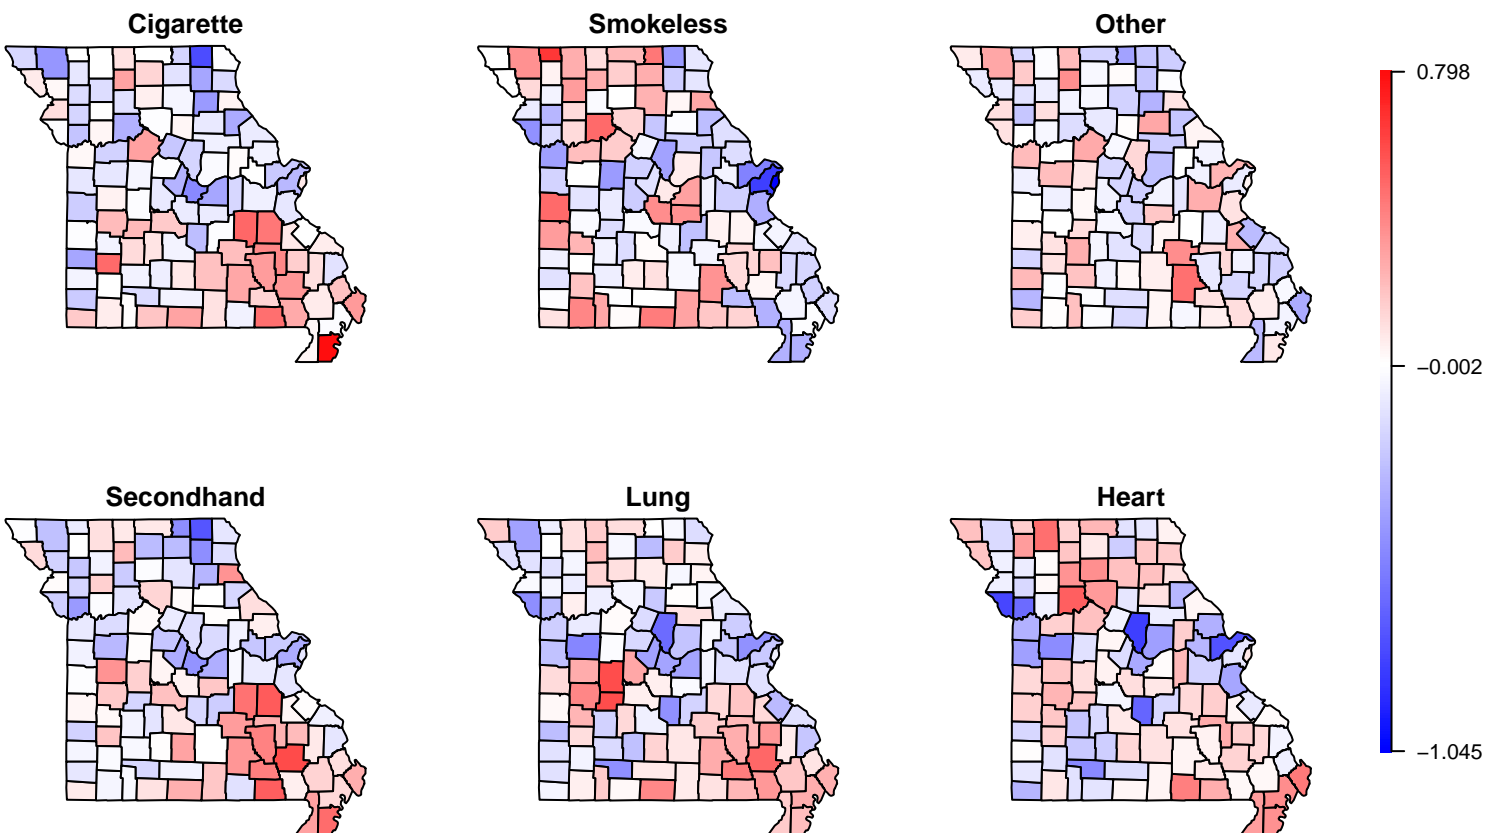 Cigarette
Smokeless
Other
0.798
−0.002
Secondhand
Lung
Heart
−1.045